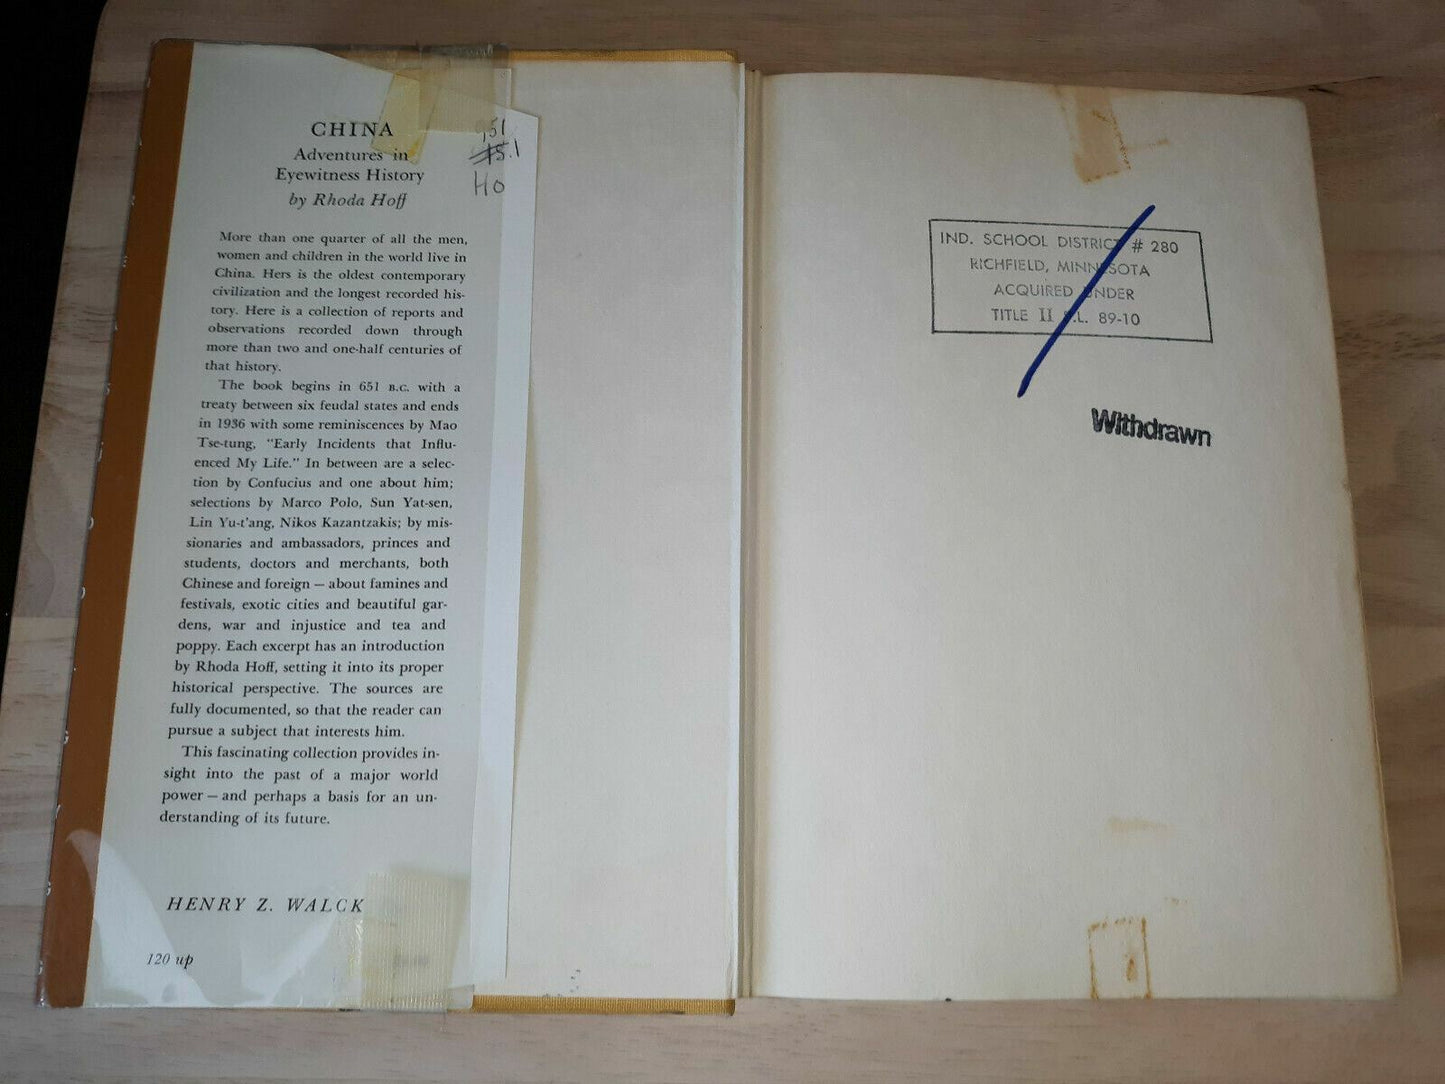 CHINA
Adventures in
Eyewitness History
by Rhoda Hoff
951
15.1
Ho
More than one quarter of all the men,
women and children in the world live in
China. Hers is the oldest contemporary
civilization and the longest recorded his-
tory. Here is a collection of reports and
observations recorded down through
more than two and one-half centuries of
that history.
The book begins in 651 B.C. with a
treaty between six feudal states and ends
in 1936 with some reminiscences by Mao
Tse-tung, “Early Incidents that Influ-
enced My Life.” In between are a selec-
tion by Confucius and one about him;
selections by Marco Polo, Sun Yat-sen,
Lin Yu-t'ang, Nikos Kazantzakis; by mis-
sionaries and ambassadors, princes and
students, doctors and merchants, both
Chinese and foreign — about famines and
festivals, exotic cities and beautiful gar-
dens, war and injustice and tea and
poppy. Each excerpt has an introduction
by Rhoda Hoff, setting it into its proper
historical perspective. The sources are
fully documented, so that the reader can
pursue a subject that interests him.
This fascinating collection provides in-
sight into the past of a major world
power — and perhaps a basis for an un-
derstanding of its future.
HENRY Z. WALCK
120 up
IND. SCHOOL DISTRICT # 280
RICHFIELD, MINNESOTA
ACQUIRED UNDER
TITLE II P.L. 89-10
Withdrawn